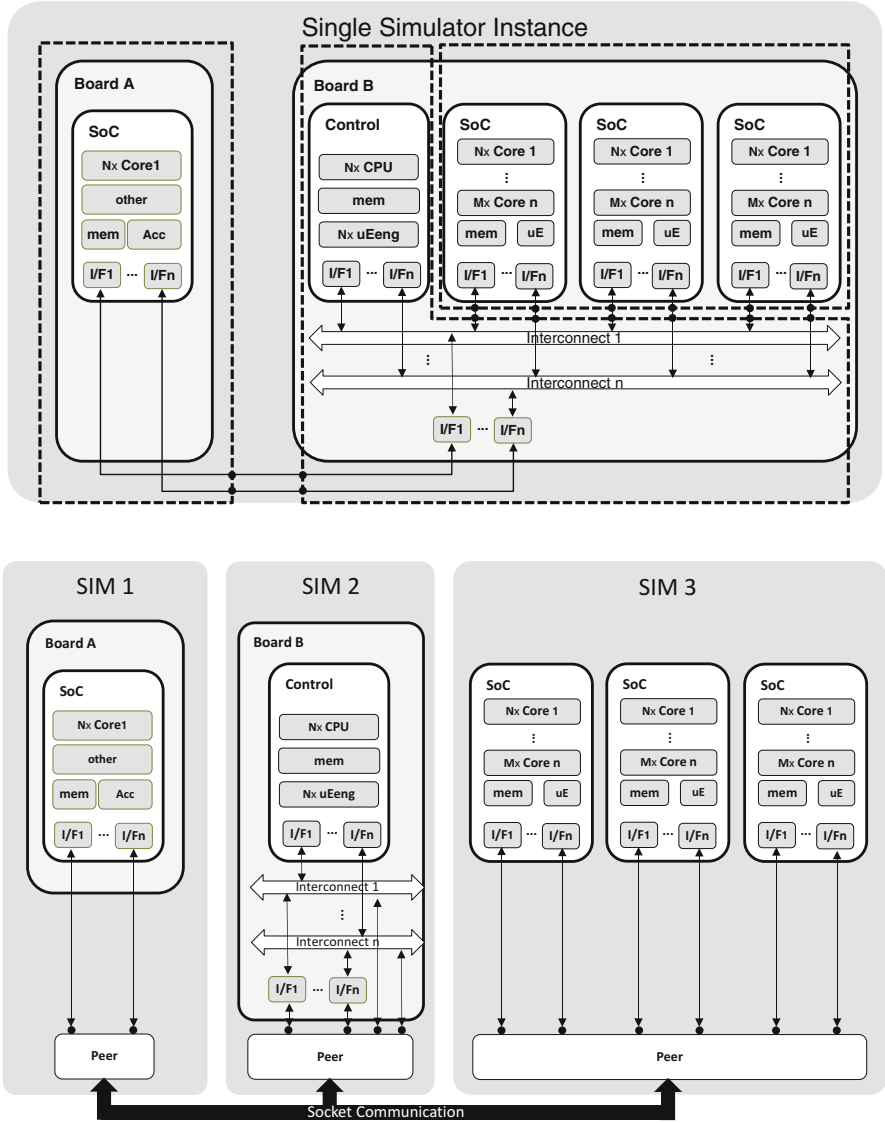 Single Simulator Instance
Board A
SoC
Nx Core1
other
mem Acc
I/F1 ... I/Fn
Board B
Control
Nx CPU
mem
Nx uEeng
I/F1 ... I/Fn
SoC
Nx Core 1
...
Mx Core n
mem uE
I/F1 ... I/Fn
SoC
Nx Core 1
...
Mx Core n
mem uE
I/F1 ... I/Fn
SoC
Nx Core 1
...
Mx Core n
mem uE
I/F1 ... I/Fn
Interconnect 1
... ...
Interconnect n
I/F1 ... I/Fn
SIM 1
Board A
SoC
Nx Core1
other
mem Acc
I/F1 ... I/Fn
Peer
SIM 2
Board B
Control
Nx CPU
mem
Nx uEeng
I/F1 ... I/Fn
Interconnect 1
...
Interconnect n
I/F1 ... I/Fn
Peer
SIM 3
SoC
Nx Core 1
...
Mx Core n
mem uE
I/F1 ... I/Fn
SoC
Nx Core 1
...
Mx Core n
mem uE
I/F1 ... I/Fn
SoC
Nx Core 1
...
Mx Core n
mem uE
I/F1 ... I/Fn
Peer
Socket Communication